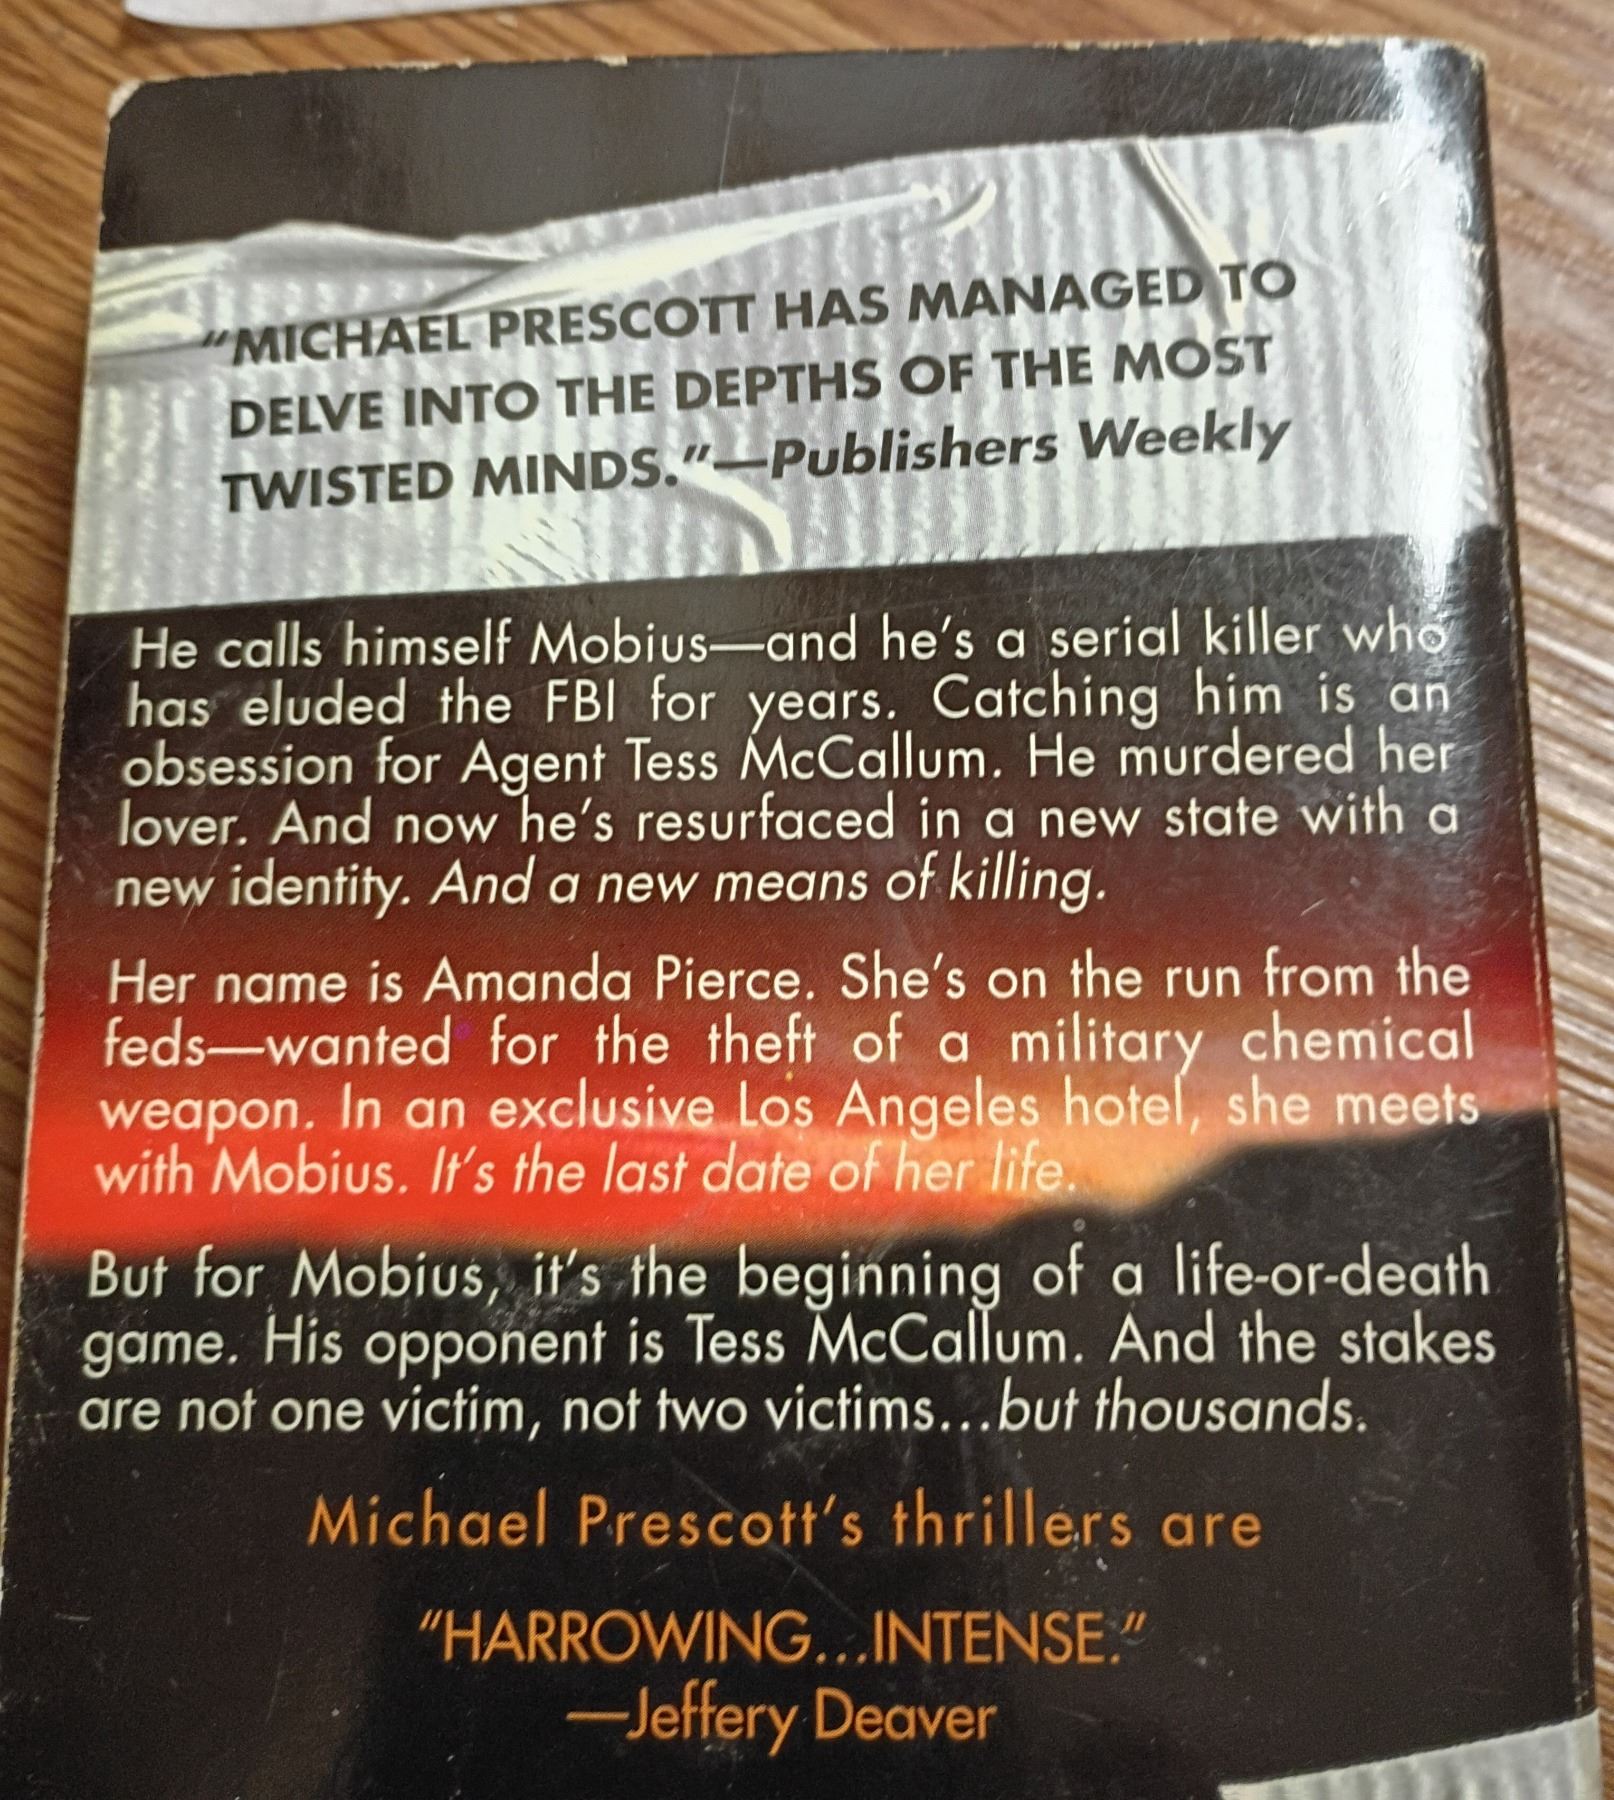 "MICHAEL PRESCOTT HAS MANAGED TO
DELVE INTO THE DEPTHS OF THE MOST
TWISTED MINDS."—Publishers Weekly
He calls himself Mobius—and he's a serial killer who
has eluded the FBI for years. Catching him is an
obsession for Agent Tess McCallum. He murdered her
lover. And now he's resurfaced in a new state with a
new identity. And a new means of killing.
Her name is Amanda Pierce. She's on the run from the
feds—wanted for the theft of a military chemical
weapon. In an exclusive Los Angeles hotel, she meets
with Mobius. It's the last date of her life.
But for Mobius, it's the beginning of a life-or-death
game. His opponent is Tess McCallum. And the stakes
are not one victim, not two victims...but thousands.
Michael Prescott's thrillers are
"HARROWING...INTENSE."
—Jeffery Deaver